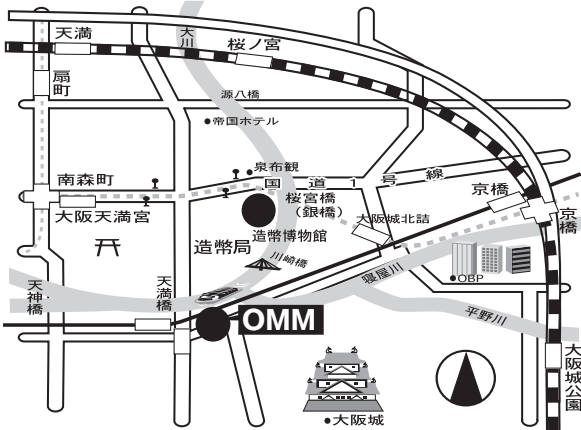 天満
大川
桜ノ宮
扇町
源八橋
帝国ホテル
泉布観
国道1号線
南森町
大阪天満宮
桜宮橋
(銀橋)
京橋
京橋
大阪城北詰
造幣博物館
造幣局
川崎橋
天神橋
天満橋
寝屋川
OBP
平野川
OMM
大阪城公園
大阪城